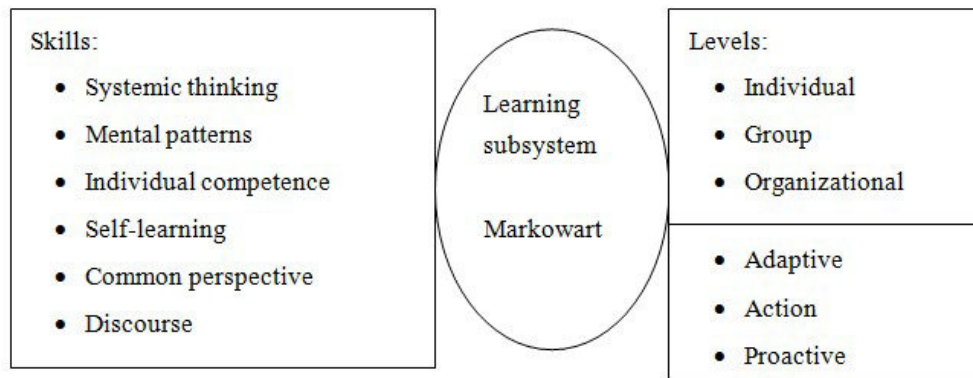 Skills:
• Systemic thinking
• Mental patterns
• Individual competence
• Self-learning
• Common perspective
• Discourse
Learning
subsystem
Markowart
Levels:
• Individual
• Group
• Organizational
• Adaptive
• Action
• Proactive